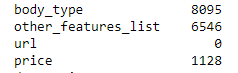 body_type 8095
other_features_list 6546
url 0
price 1128